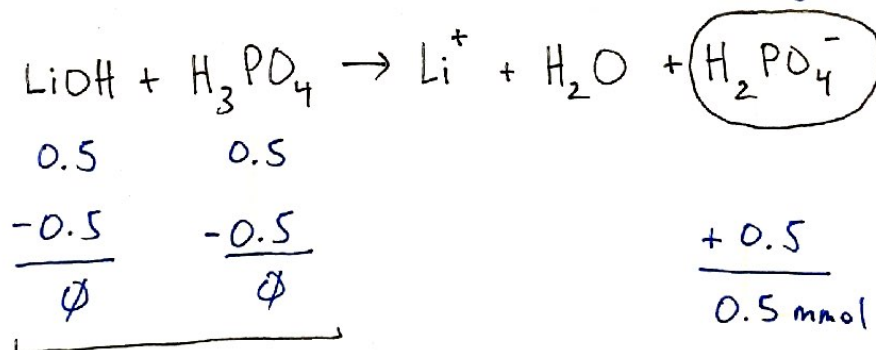 LiOH + H₃PO₄ → Li⁺ + H₂O + H₂PO₄⁻
0.5 0.5
-0.5 -0.5 + 0.5
∅ ∅ 0.5 mmol